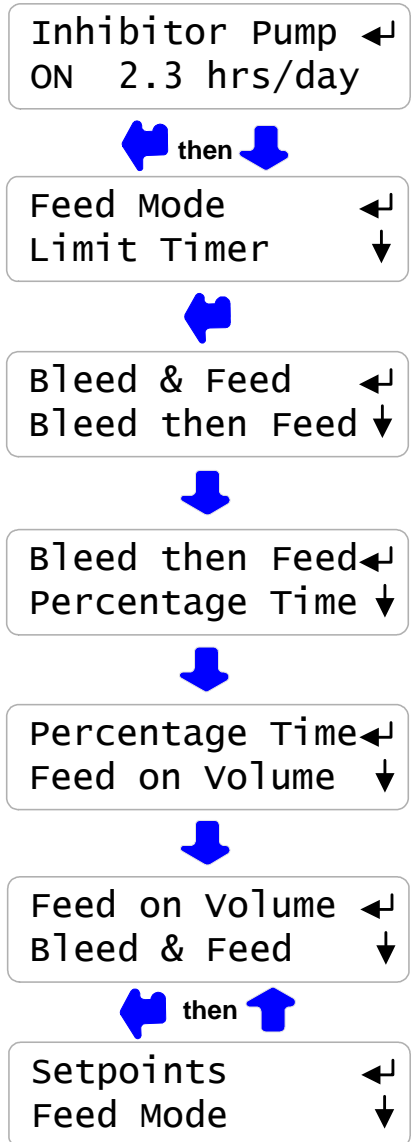 Inhibitor Pump
ON 2.3 hrs/day
then
Feed Mode
Limit Timer
Bleed & Feed
Bleed then Feed
Bleed then Feed
Percentage Time
Percentage Time
Feed on Volume
Feed on Volume
Bleed & Feed
then
Setpoints
Feed Mode